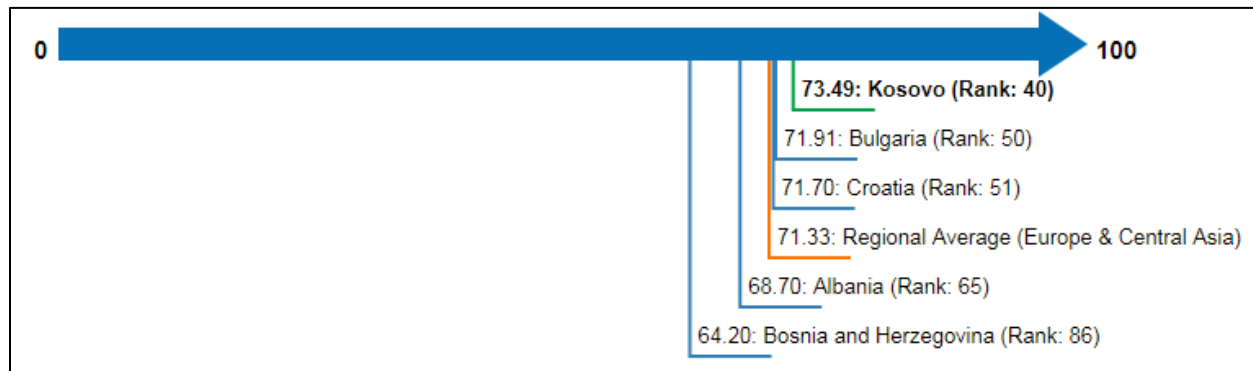 0
100
73.49: Kosovo (Rank: 40)
71.91: Bulgaria (Rank: 50)
71.70: Croatia (Rank: 51)
71.33: Regional Average (Europe & Central Asia)
68.70: Albania (Rank: 65)
64.20: Bosnia and Herzegovina (Rank: 86)